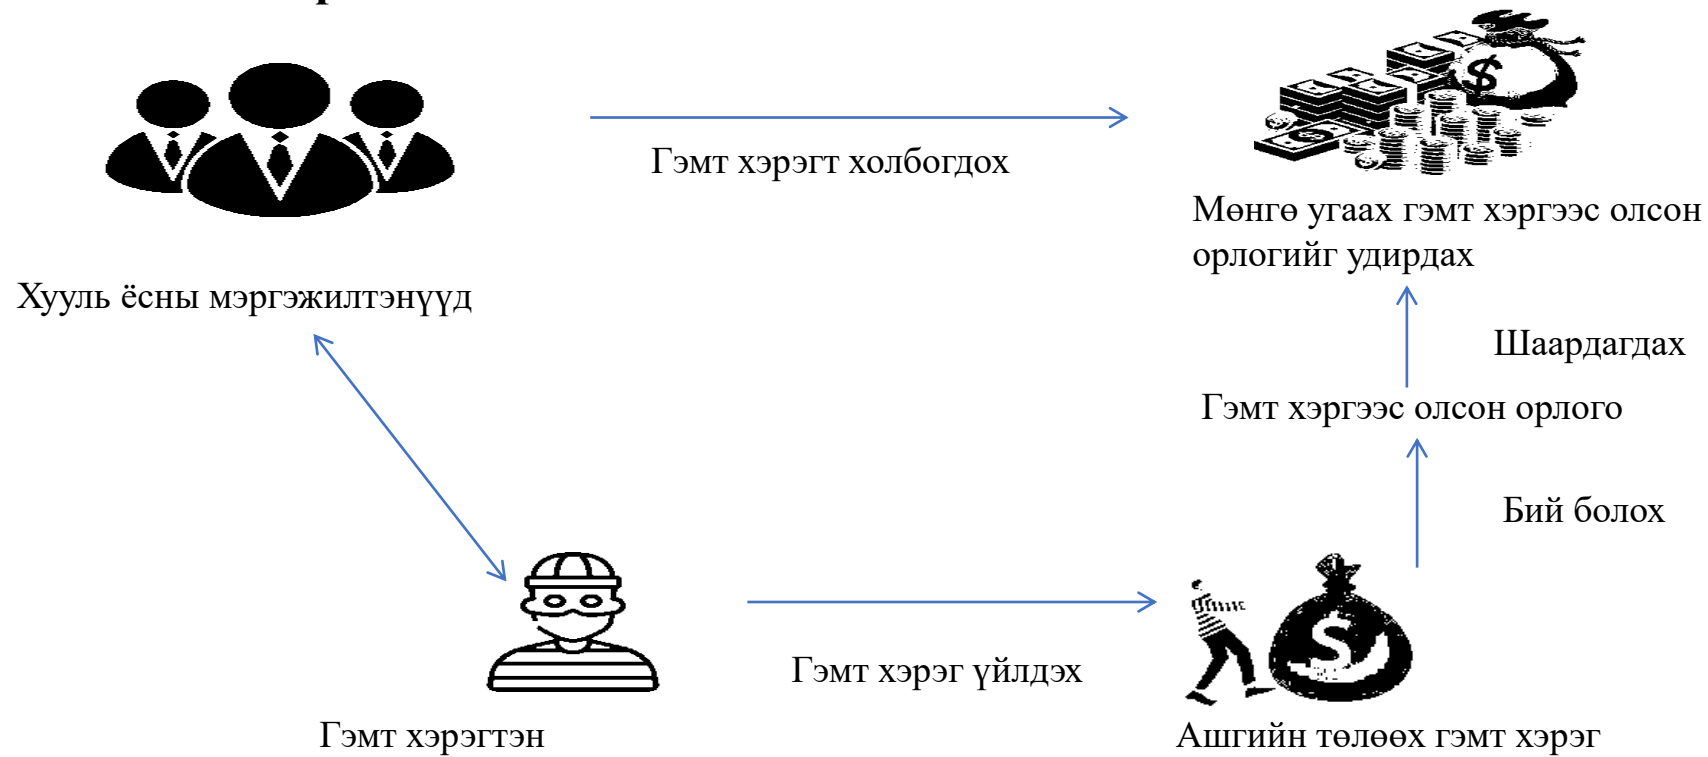 Гэмт хэрэгт холбогдох
Мөнгө угаах гэмт хэргээс олсон
орлогийг удирдах
Хууль ёсны мэргэжилтэнүүд
Шаардагдах
Гэмт хэргээс олсон орлого
Бий болох
Гэмт хэрэг үйлдэх
Гэмт хэрэгтэн
Ашгийн төлөөх гэмт хэрэг